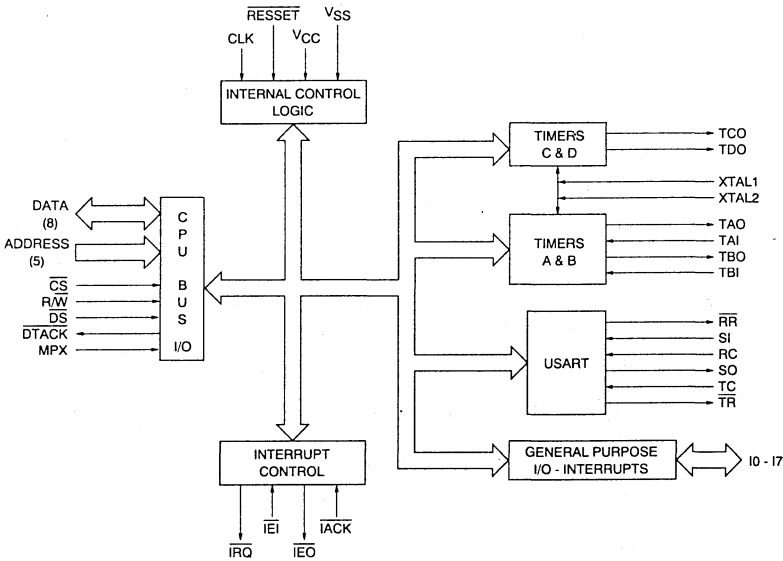 RESSET
VSS
CLK
VCC
INTERNAL CONTROL
LOGIC
TIMERS
C & D
TCO
TDO
XTAL1
XTAL2
TIMERS
A & B
TAO
TAI
TBO
TBI
DATA
(8)
ADDRESS
(5)
CS
R/W
DS
DTACK
MPX
CPU
BUS
I/O
USART
RR
SI
RC
SO
TC
TR
INTERRUPT
CONTROL
GENERAL PURPOSE
I/O - INTERRUPTS
I0 - I7
IRQ
IEI
IEO
IACK